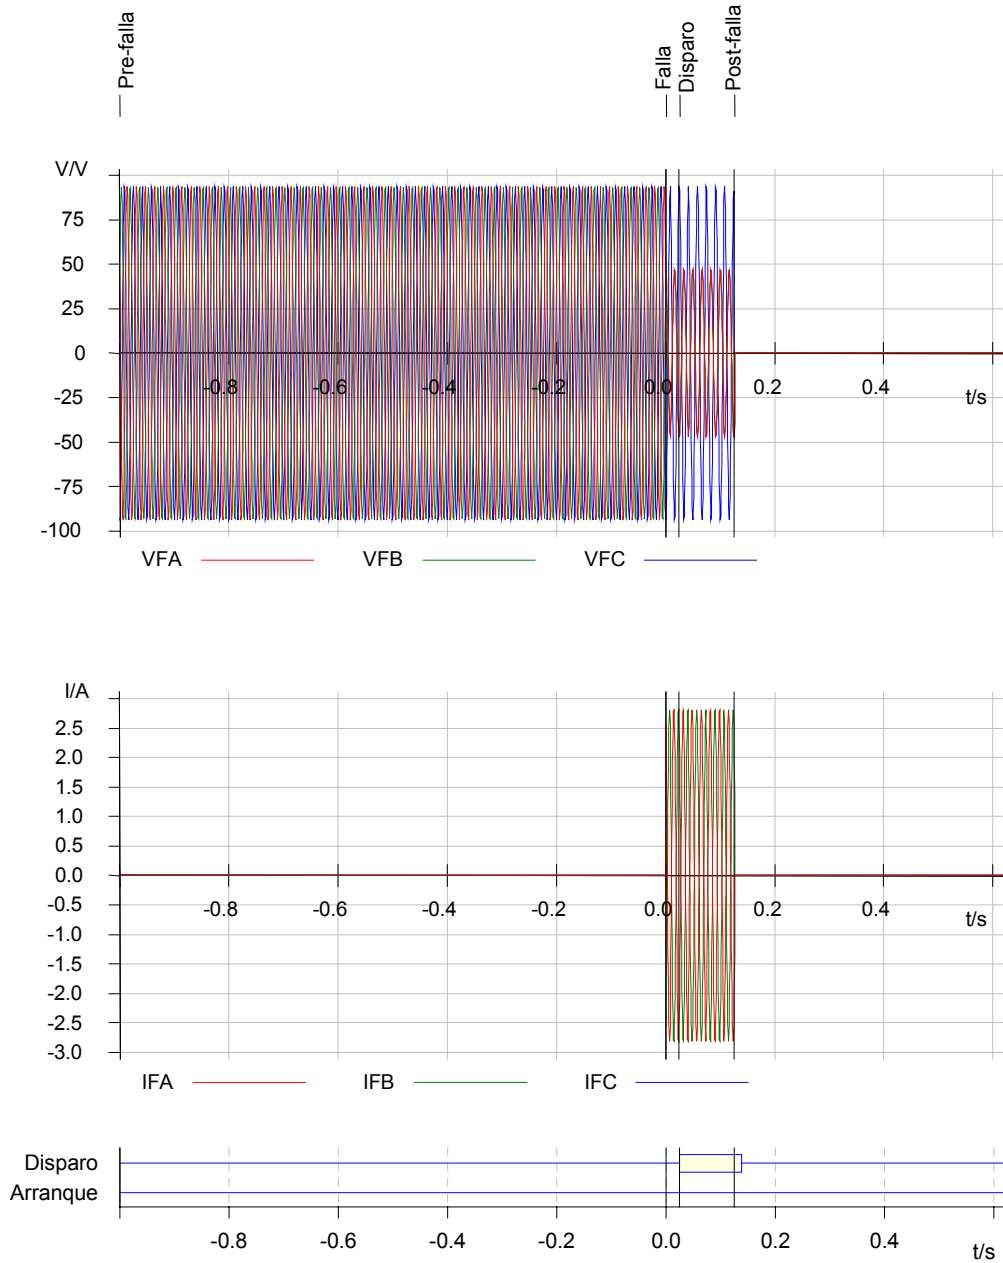 Pre-falla
Falla
Disparo
Post-falla
V/V
75
50
25
0
-25
-50
-75
-100
-0.8 -0.6 -0.4 -0.2 0.0 0.2 0.4 t/s
VFA VFB VFC
I/A
2.5
2.0
1.5
1.0
0.5
0.0
-0.5
-1.0
-1.5
-2.0
-2.5
-3.0
-0.8 -0.6 -0.4 -0.2 0.0 0.2 0.4 t/s
IFA IFB IFC
Disparo
Arranque
-0.8 -0.6 -0.4 -0.2 0.0 0.2 0.4 t/s